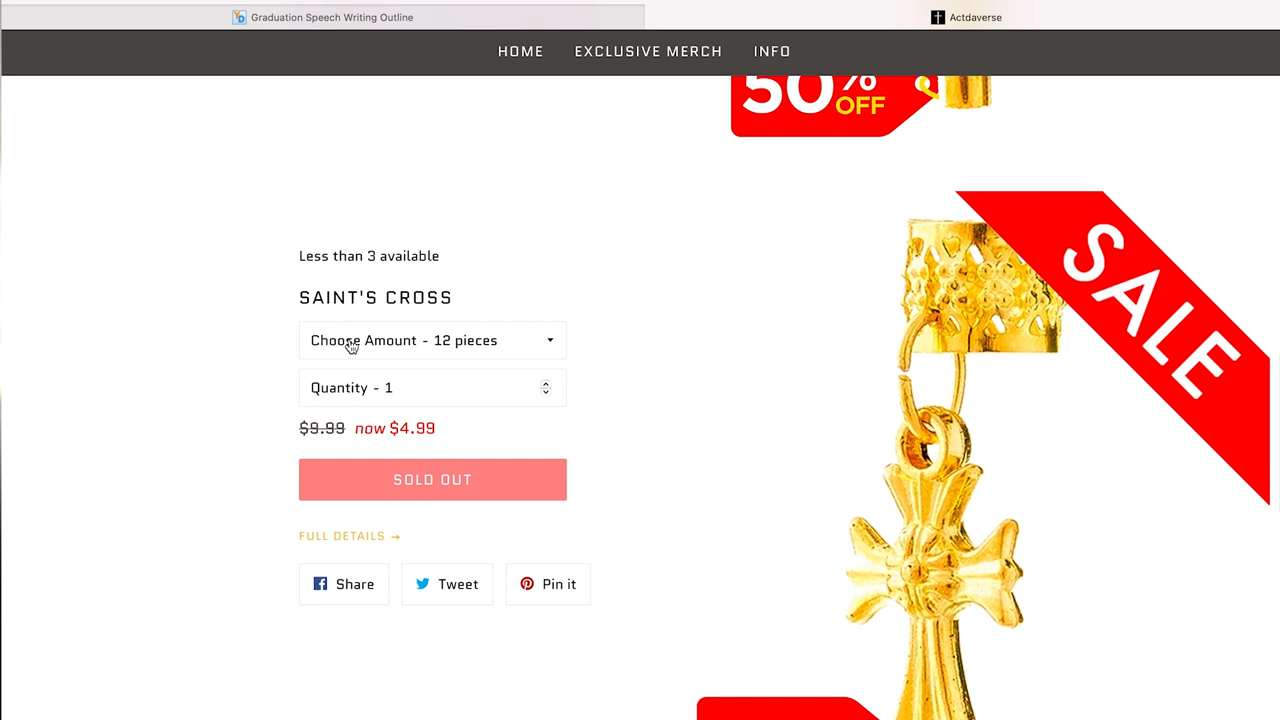 Graduation Speech Writing Outline
Actdaverse
HOME EXCLUSIVE MERCH INFO
50% OFF
SALE
Less than 3 available
SAINT'S CROSS
Choose Amount - 12 pieces
Quantity - 1
$9.99 now $4.99
SOLD OUT
FULL DETAILS →
Share Tweet Pin it